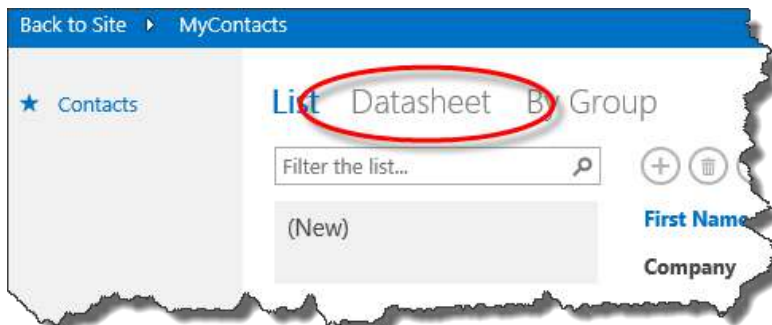 Back to Site MyContacts
Contacts
List Datasheet By Group
Filter the list...
(New)
First Name
Company